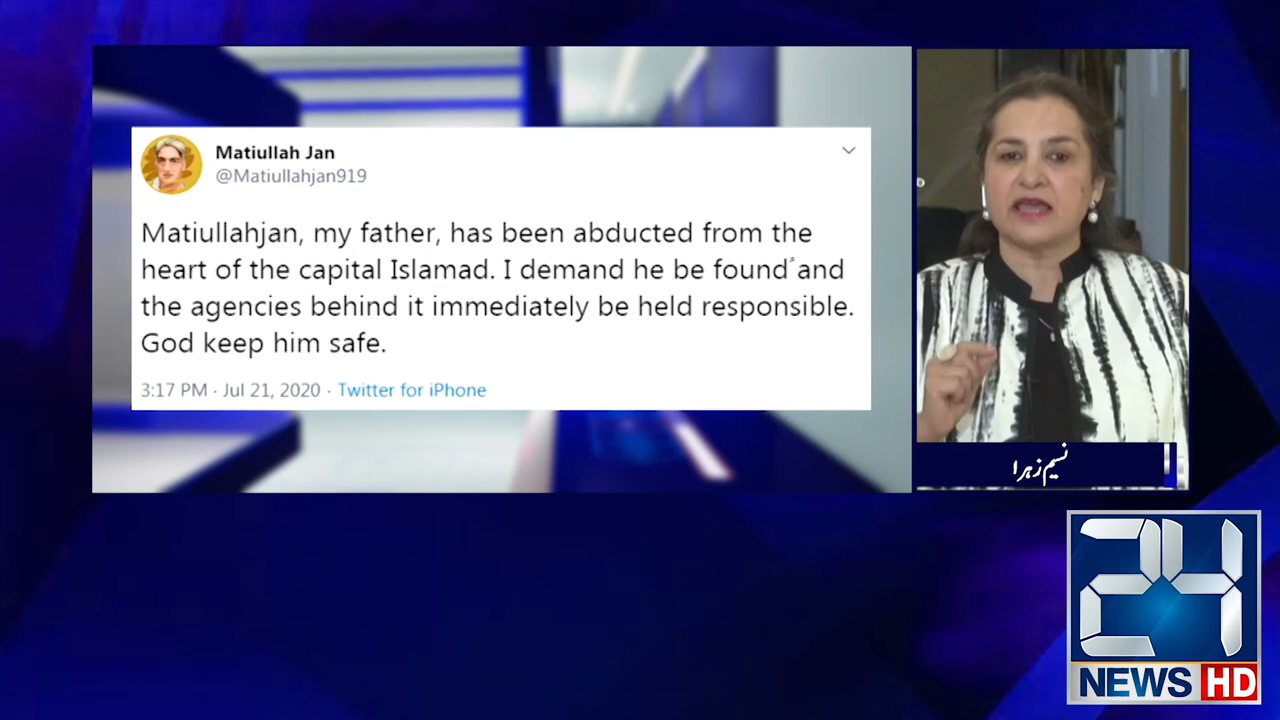 Matiullah Jan
@Matiullahjan919
Matiullahjan, my father, has been abducted from the
heart of the capital Islamad. I demand he be found and
the agencies behind it immediately be held responsible.
God keep him safe.
3:17 PM · Jul 21, 2020 · Twitter for iPhone
نسیم زہرا
24
NEWS HD